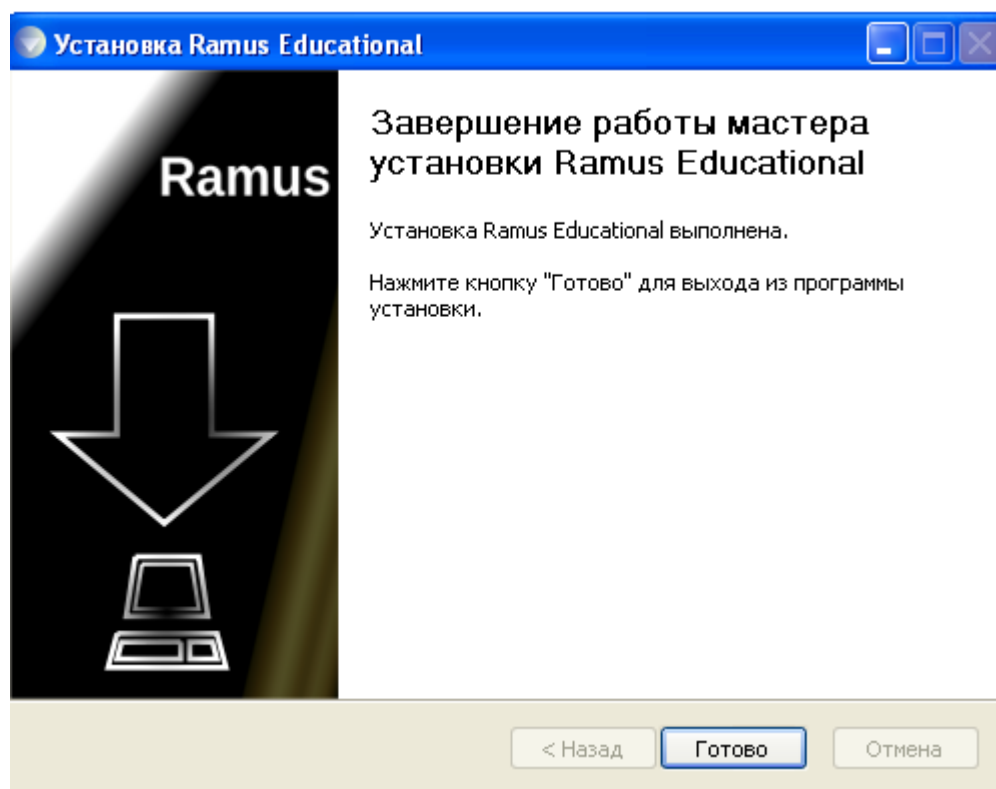 Установка Ramus Educational
Ramus
Завершение работы мастера
установки Ramus Educational
Установка Ramus Educational выполнена.
Нажмите кнопку "Готово" для выхода из программы
установки.
< Назад
Готово
Отмена